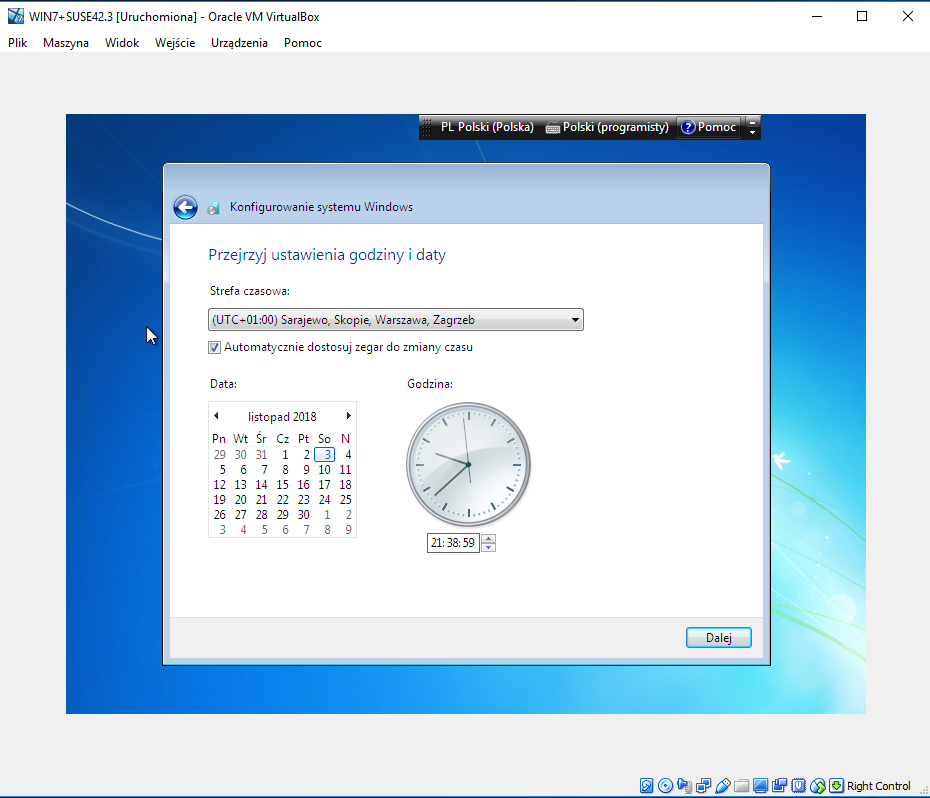 WIN7+SUSE42.3 [Uruchomiona] - Oracle VM VirtualBox
Plik Maszyna Widok Wejście Urządzenia Pomoc
PL Polski (Polska) Polski (programisty) ? Pomoc
Konfigurowanie systemu Windows
Przejrzyj ustawienia godziny i daty
Strefa czasowa:
(UTC+01:00) Sarajewo, Skopie, Warszawa, Zagrzeb
Automatycznie dostosuj zegar do zmiany czasu
Data: Godzina:
listopad 2018
Pn Wt Śr Cz Pt So N
29 30 31 1 2 3 4
5 6 7 8 9 10 11
12 13 14 15 16 17 18
19 20 21 22 23 24 25
26 27 28 29 30 1 2
3 4 5 6 7 8 9
21:38:59
Dalej
Right Control